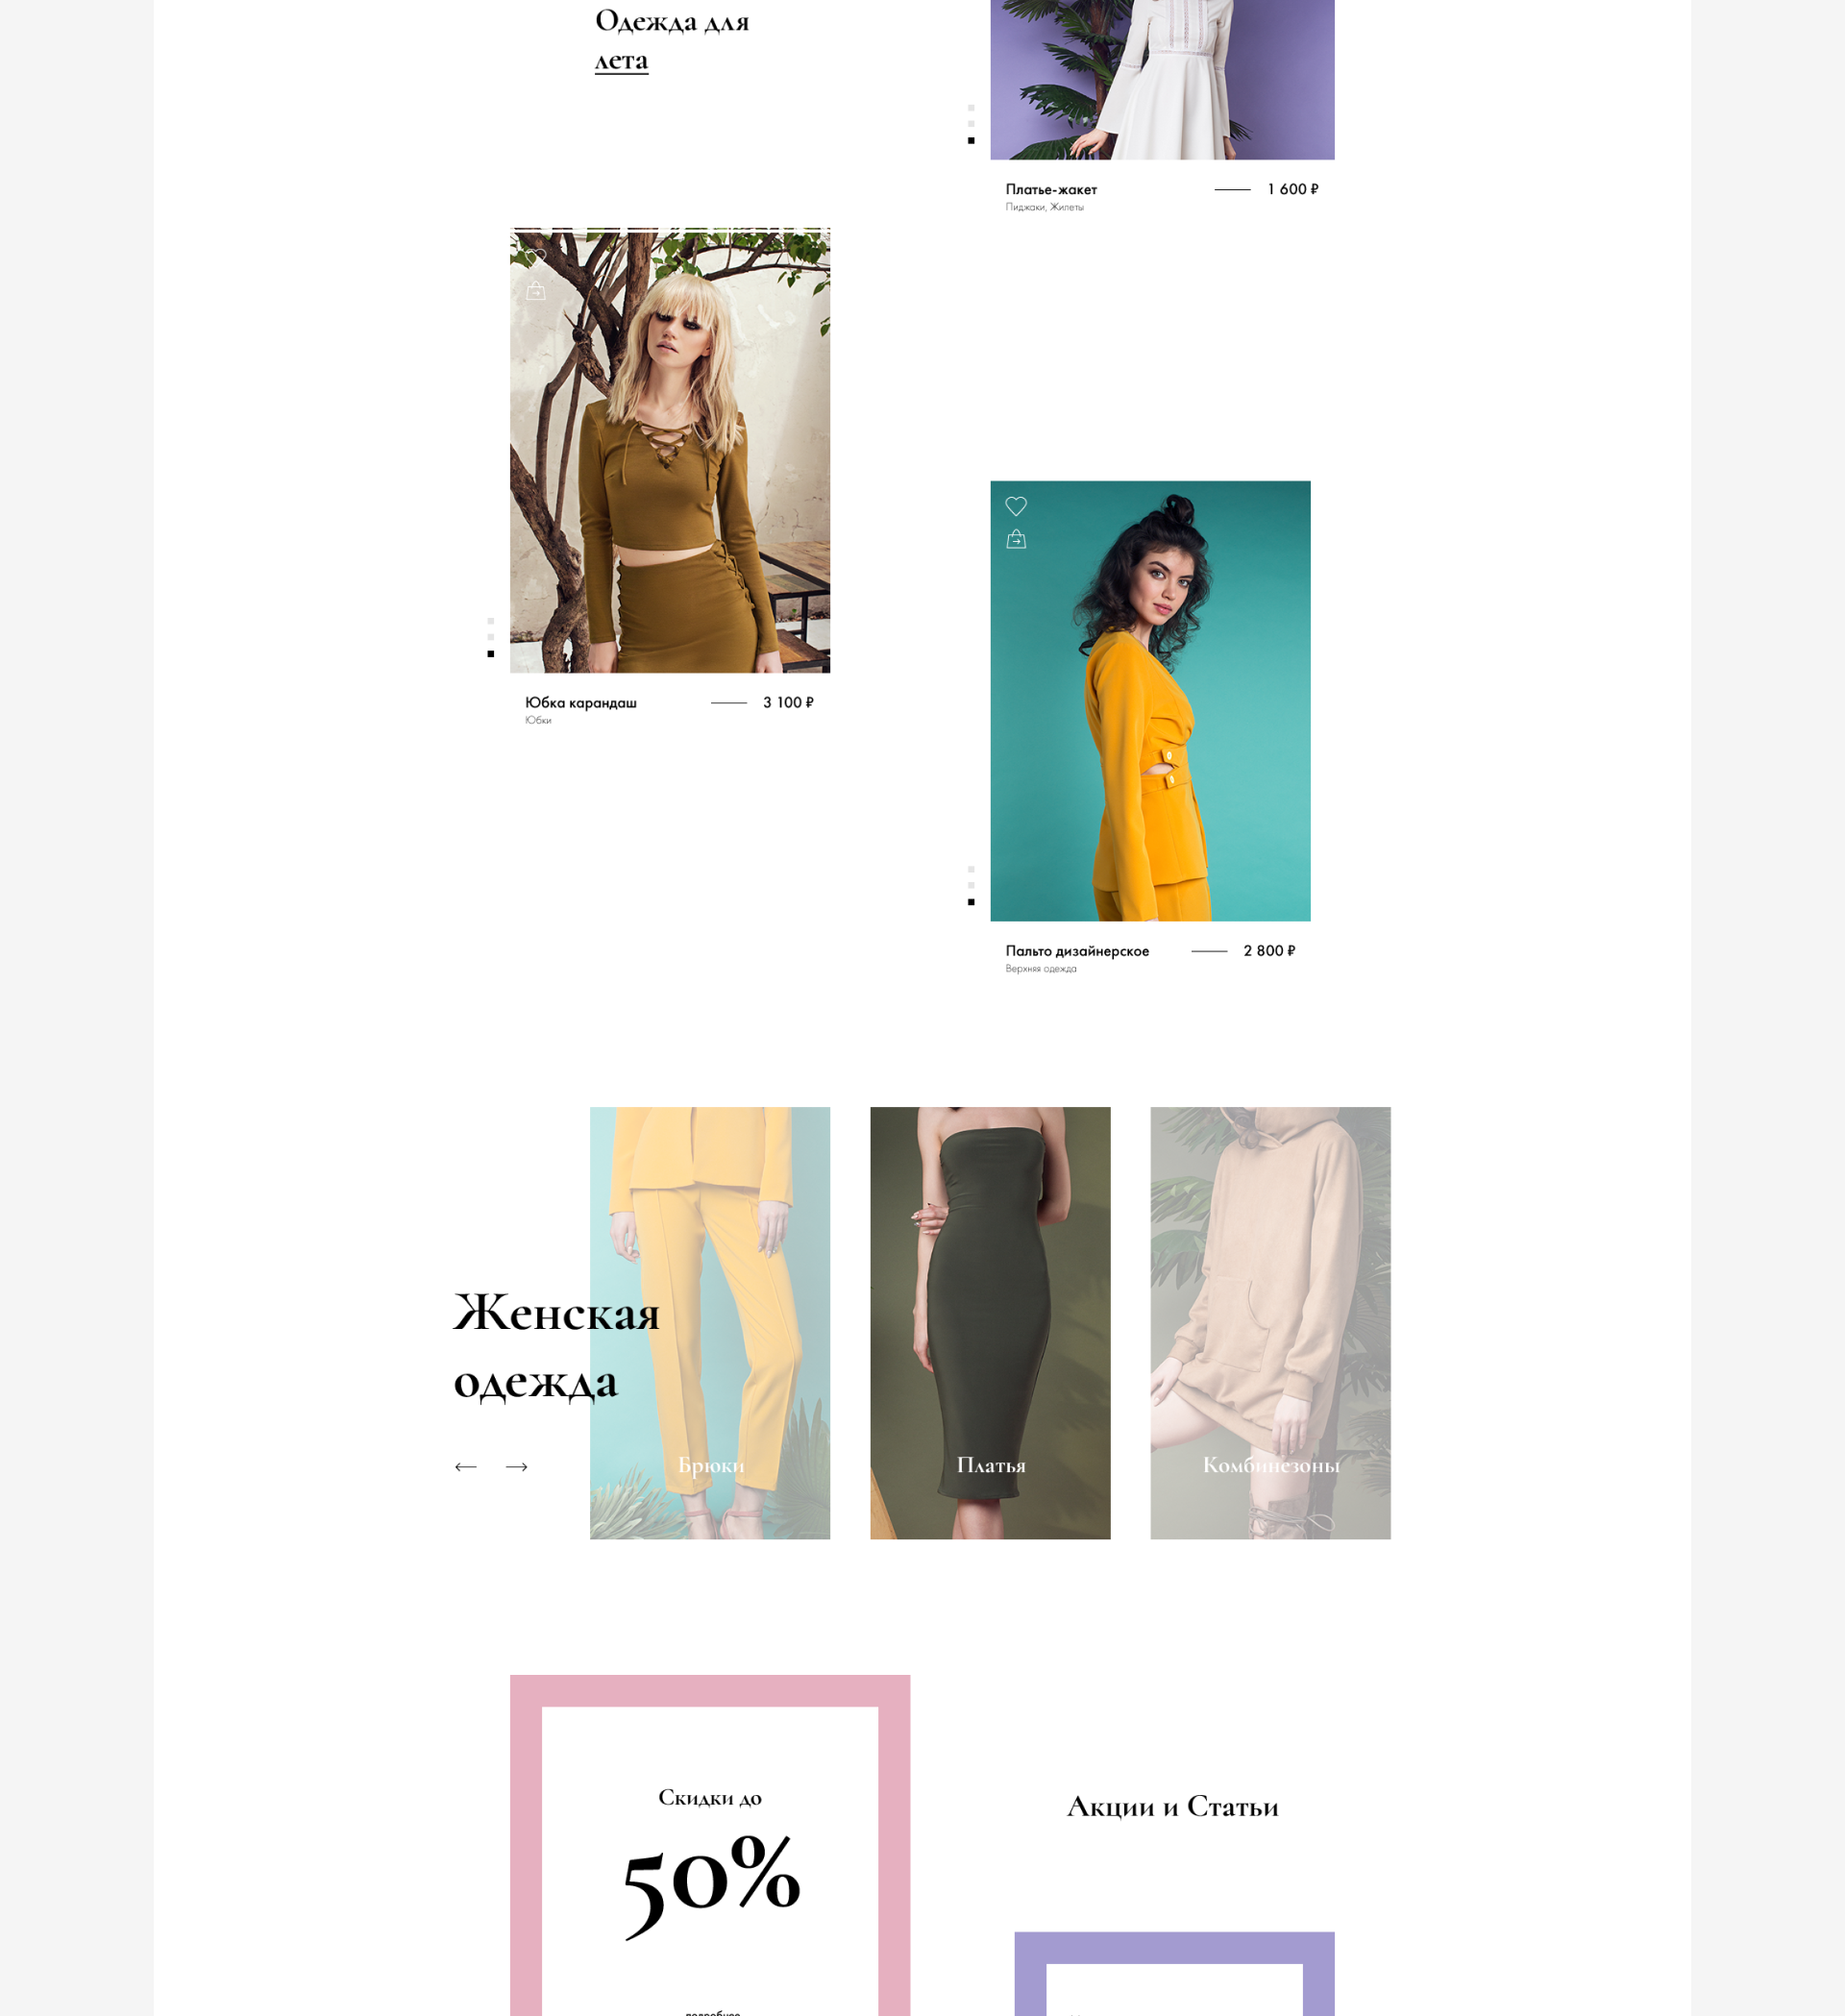 Одежда для
лета
Платье-жакет 1 600 ₽
Пиджаки, Жилеты
Юбка карандаш 3 100 ₽
Юбки
Пальто дизайнерское 2 800 ₽
Верхняя одежда
Женская
одежда
Брюки
Платья
Комбинезоны
Скидки до
50%
Акции и Статьи
подробнее